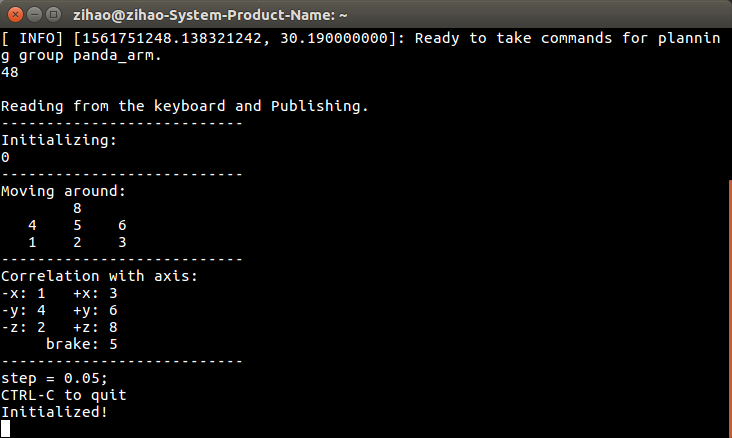 zihao@zihao-System-Product-Name: ~
[ INFO] [1561751248.138321242, 30.190000000]: Ready to take commands for plannin
g group panda_arm.
48
Reading from the keyboard and Publishing.
---------------------------
Initializing:
0
---------------------------
Moving around:
        8
   4    5    6
   1    2    3
---------------------------
Correlation with axis:
-x: 1   +x: 3
-y: 4   +y: 6
-z: 2   +z: 8
     brake: 5
---------------------------
step = 0.05;
CTRL-C to quit
Initialized!